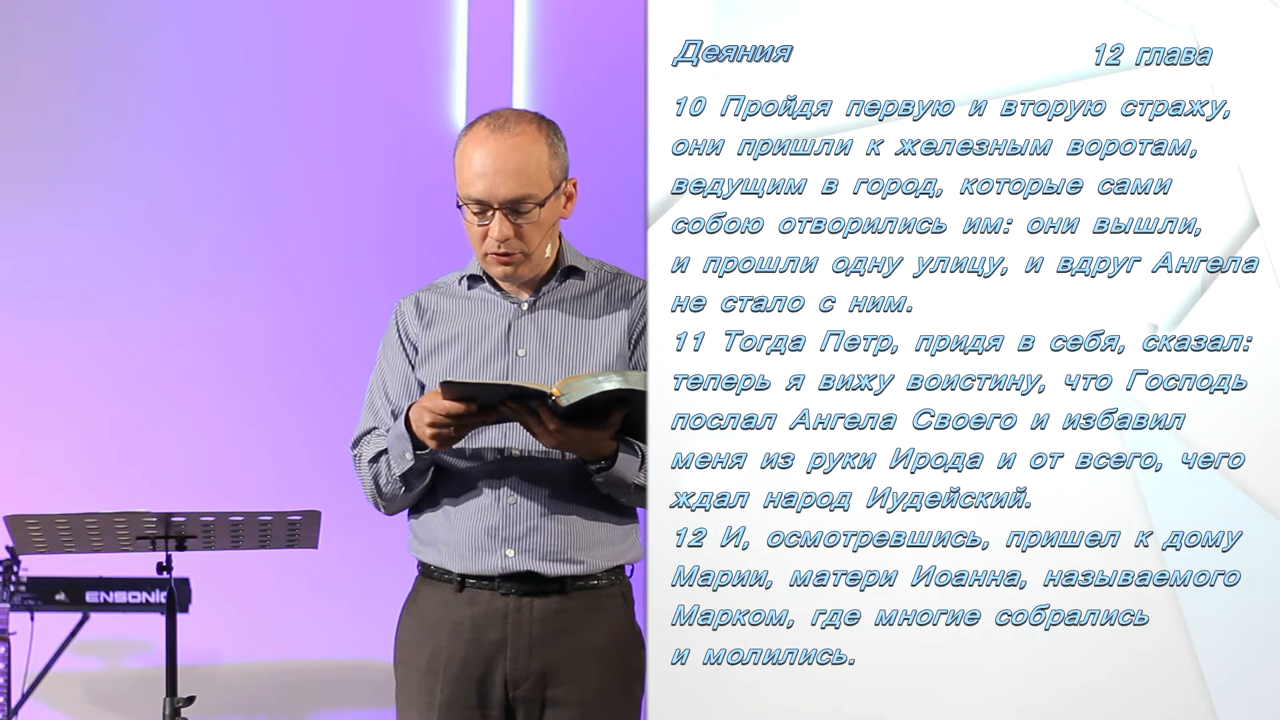 Деяния 12 глава
10 Пройдя первую и вторую стражу,
они пришли к железным воротам,
ведущим в город, которые сами
собою отворились им: они вышли,
и прошли одну улицу, и вдруг Ангела
не стало с ним.
11 Тогда Петр, придя в себя, сказал:
теперь я вижу воистину, что Господь
послал Ангела Своего и избавил
меня из руки Ирода и от всего, чего
ждал народ Иудейский.
12 И, осмотревшись, пришел к дому
Марии, матери Иоанна, называемого
Марком, где многие собрались
и молились.
ENSONIQ